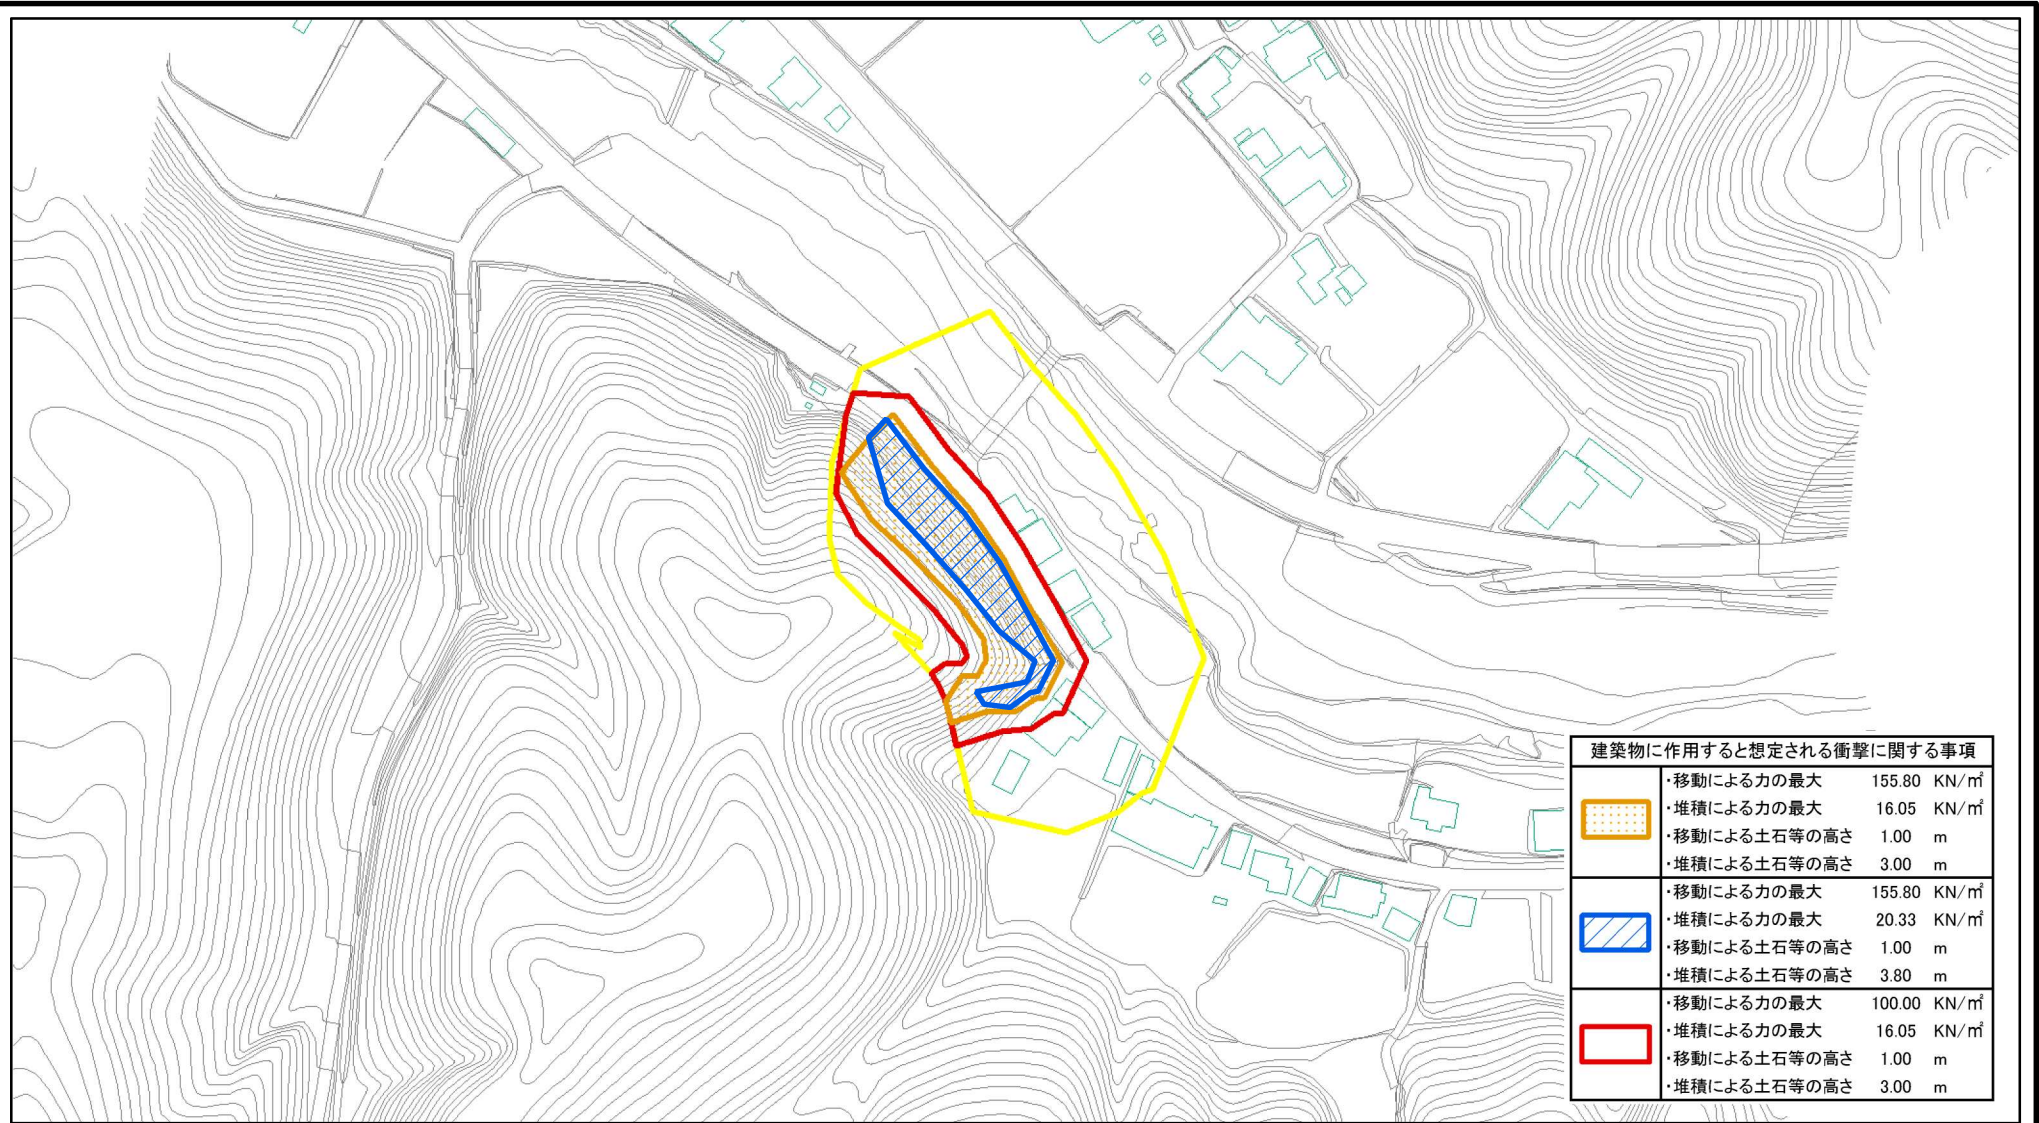 建築物に作用すると想定される衝撃に関する事項
・移動による力の最大 155.80 KN/㎡
・堆積による力の最大 16.05 KN/㎡
・移動による土石等の高さ 1.00 m
・堆積による土石等の高さ 3.00 m
・移動による力の最大 155.80 KN/㎡
・堆積による力の最大 20.33 KN/㎡
・移動による土石等の高さ 1.00 m
・堆積による土石等の高さ 3.80 m
・移動による力の最大 100.00 KN/㎡
・堆積による力の最大 16.05 KN/㎡
・移動による土石等の高さ 1.00 m
・堆積による土石等の高さ 3.00 m